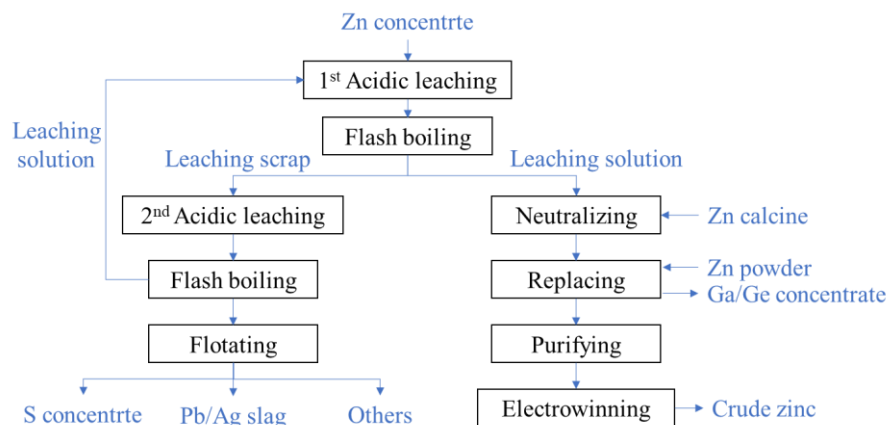 Zn concentrte
1st Acidic leaching
Leaching
solution
Flash boiling
Leaching scrap
Leaching solution
2nd Acidic leaching
Neutralizing
Zn calcine
Flash boiling
Replacing
Zn powder
Ga/Ge concentrate
Flotating
Purifying
S concentrte
Pb/Ag slag
Others
Electrowinning
Crude zinc